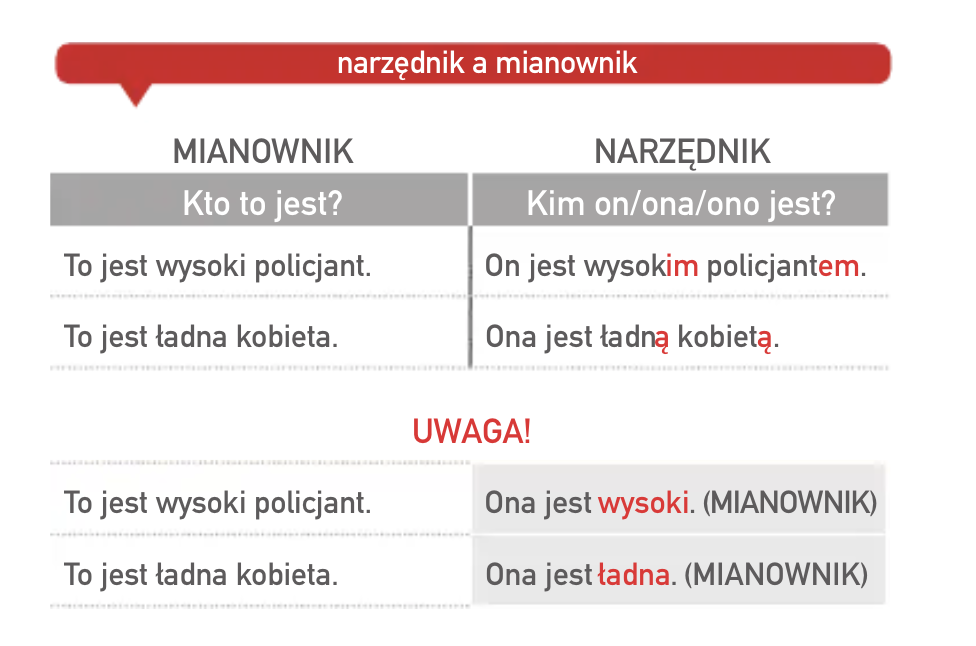 narzędnik a mianownik
MIANOWNIK NARZĘDNIK
Kto to jest? Kim on/ona/ono jest?
To jest wysoki policjant. On jest wysokim policjantem.
To jest ładna kobieta. Ona jest ładną kobietą.
UWAGA!
To jest wysoki policjant. Ona jest wysoki. (MIANOWNIK)
To jest ładna kobieta. Ona jest ładna. (MIANOWNIK)